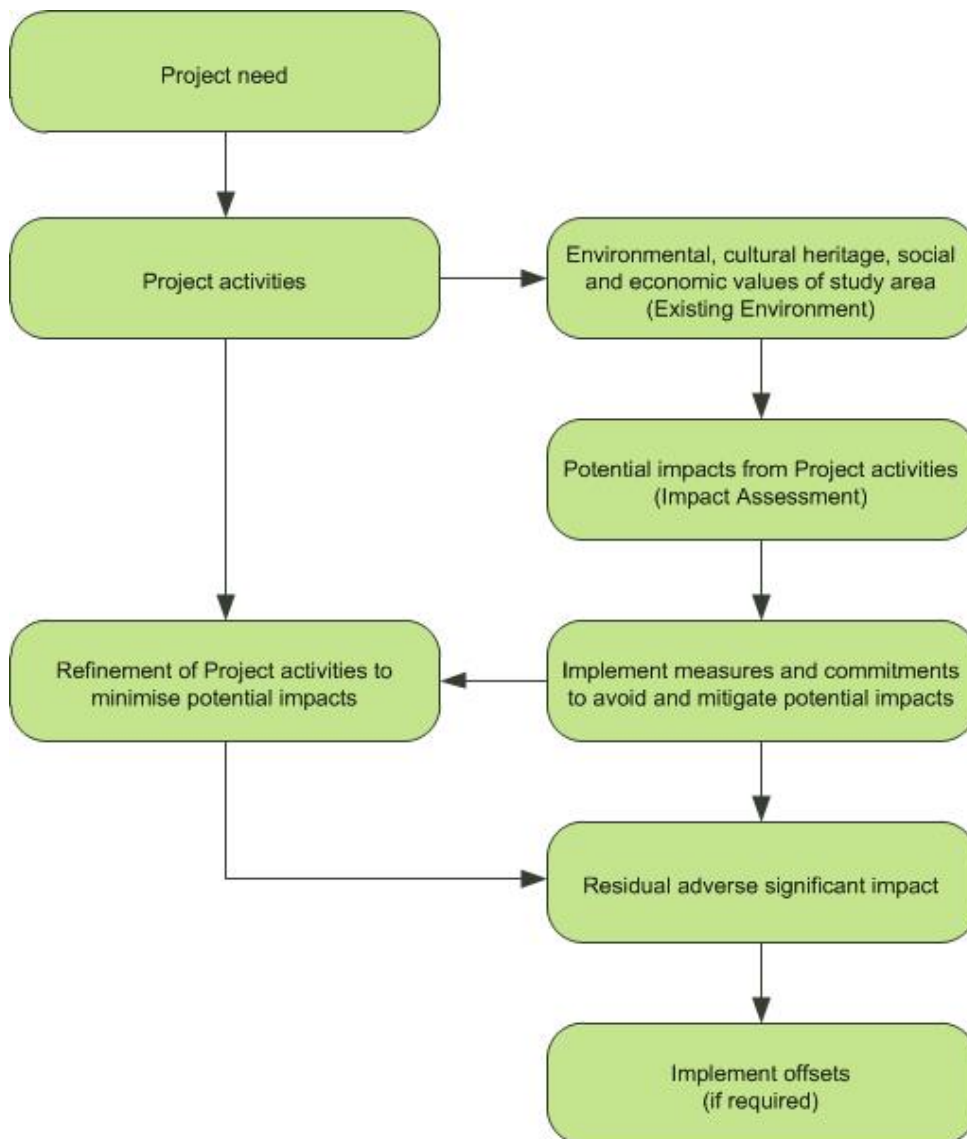 Project need
Project activities
Environmental, cultural heritage, social
and economic values of study area
(Existing Environment)
Potential impacts from Project activities
(Impact Assessment)
Refinement of Project activities to
minimise potential impacts
Implement measures and commitments
to avoid and mitigate potential impacts
Residual adverse significant impact
Implement offsets
(if required)